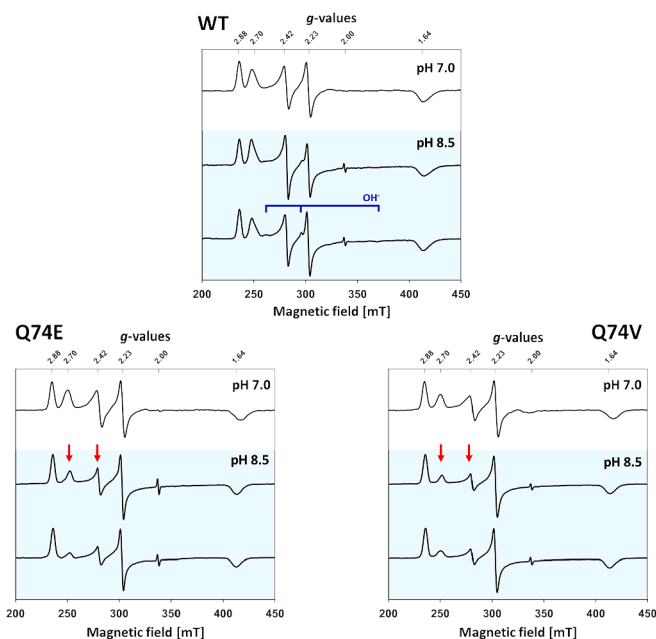 WT
g-values
2.88 2.70 2.42 2.23 2.00 1.64
pH 7.0
pH 8.5
OH⁻
200 250 300 350 400 450
Magnetic field [mT]
Q74E
g-values
2.88 2.70 2.42 2.23 2.00 1.64
pH 7.0
pH 8.5
200 250 300 350 400 450
Magnetic field [mT]
Q74V
g-values
2.88 2.70 2.42 2.23 2.00 1.64
pH 7.0
pH 8.5
200 250 300 350 400 450
Magnetic field [mT]